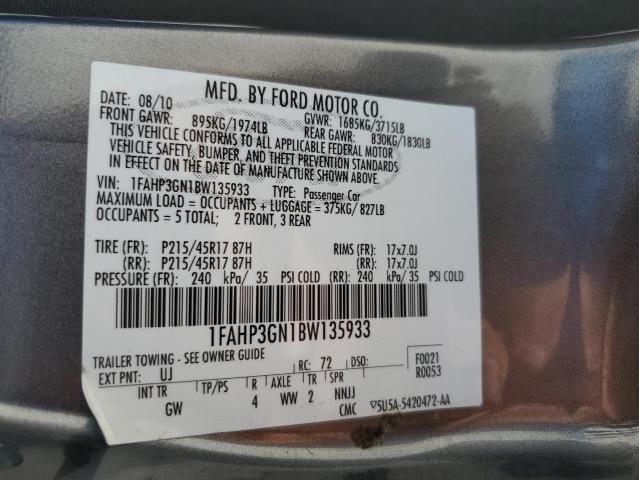 MFD. BY FORD MOTOR CO.
DATE: 08/10 GVWR: 1685KG/3715LB
FRONT GAWR: 895KG/1974LB REAR GAWR: 830KG/1830LB
THIS VEHICLE CONFORMS TO ALL APPLICABLE FEDERAL MOTOR
VEHICLE SAFETY, BUMPER, AND THEFT PREVENTION STANDARDS
IN EFFECT ON THE DATE OF MANUFACTURE SHOWN ABOVE.
VIN: 1FAHP3GN1BW135933 TYPE: Passenger Car
MAXIMUM LOAD = OCCUPANTS + LUGGAGE = 375KG/ 827LB
OCCUPANTS = 5 TOTAL; 2 FRONT, 3 REAR
TIRE (FR): P215/45R17 87H RIMS (FR): 17x7.0J
(RR): P215/45R17 87H (RR): 17x7.0J
PRESSURE (FR): 240 kPa/ 35 PSI COLD (RR): 240 kPa/ 35 PSI COLD
1FAHP3GN1BW135933
TRAILER TOWING - SEE OWNER GUIDE
EXT PNT: UJ RC: 72 DSO: F0021
R0053
INT TR TP/PS R AXLE TR SPR
GW 4 WW 2 NNJJ
CMC 5U5A-5420472-AA